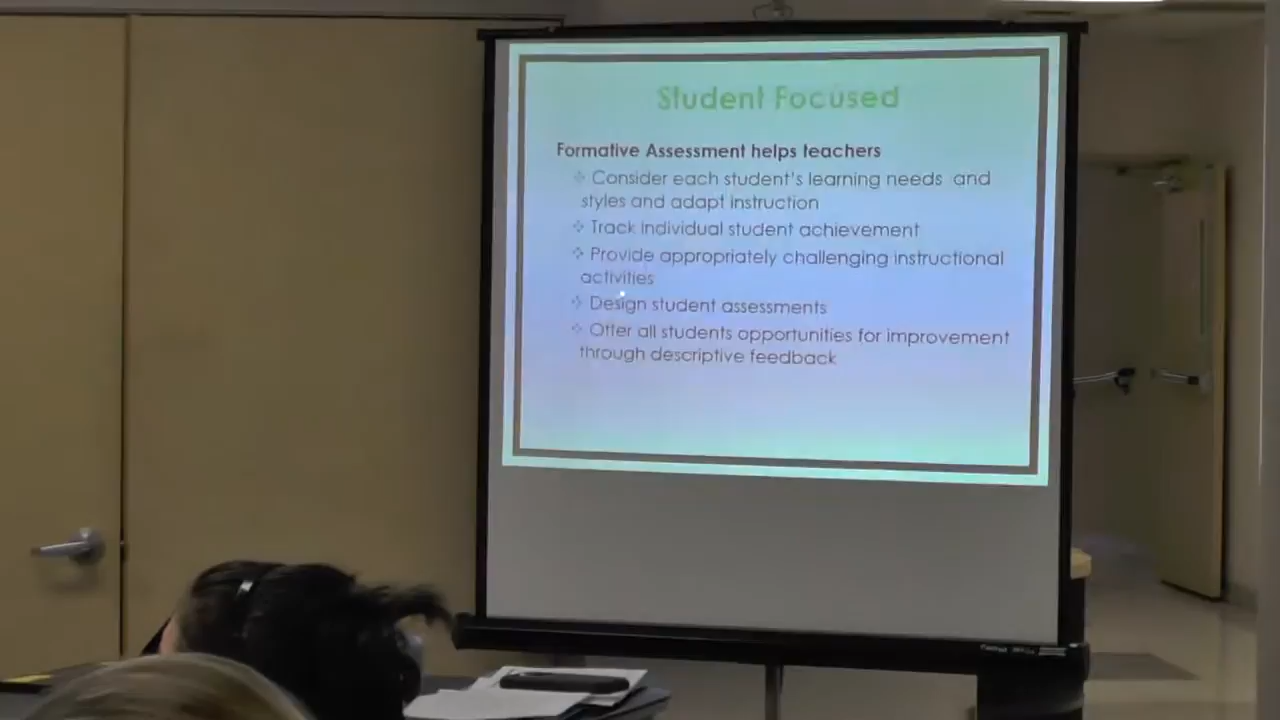 Student Focused
Formative Assessment helps teachers
Consider each student's learning needs and
styles and adapt instruction
Track individual student achievement
Provide appropriately challenging instructional
activities
Design student assessments
Offer all students opportunities for improvement
through descriptive feedback